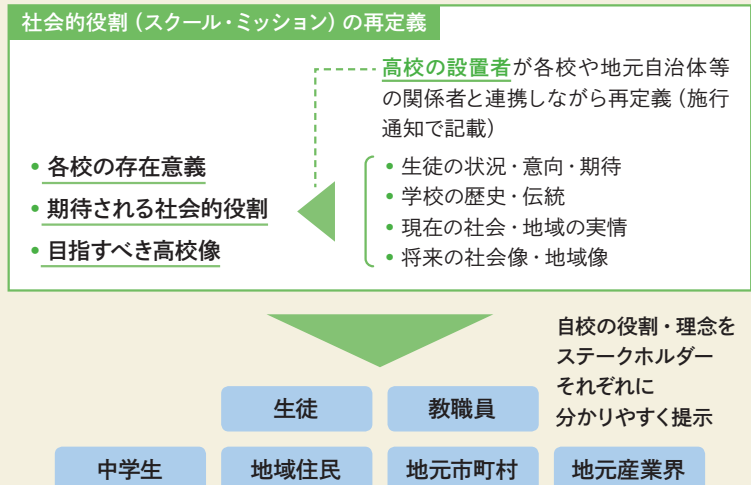 社会的役割（スクール・ミッション）の再定義
高校の設置者が各校や地元自治体等
の関係者と連携しながら再定義（施行
通知で記載）
• 各校の存在意義
• 期待される社会的役割
• 目指すべき高校像
• 生徒の状況・意向・期待
• 学校の歴史・伝統
• 現在の社会・地域の実情
• 将来の社会像・地域像
自校の役割・理念を
ステークホルダー
それぞれに
分かりやすく提示
生徒
教職員
中学生
地域住民
地元市町村
地元産業界